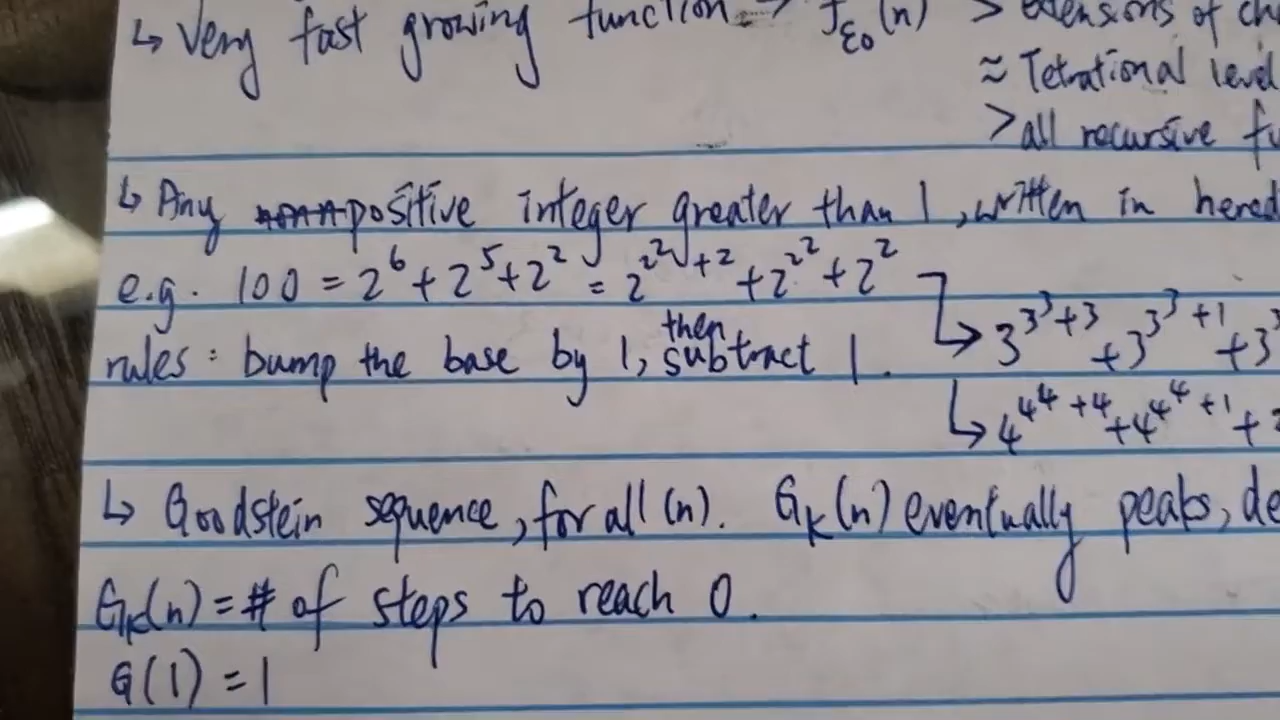 ↳ Very fast growing function → f_ε₀(n) > extensions of
≈ Tetrational level
> all recursive
↳ Any positive integer greater than 1, written in
e.g. 100 = 2^6 + 2^5 + 2^2 = 2^(2^2+2) + 2^(2^2) + 2^2
↳ 3^(3^3+3) + 3^(3^3+1) + 3^3
rules: bump the base by 1, then subtract 1.
↳ 4^(4^4+4) + 4^(4^4+1) +
↳ Goodstein sequence, for all (n). G_k(n) eventually peaks,
G_k(n) = # of steps to reach 0.
G(1) = 1